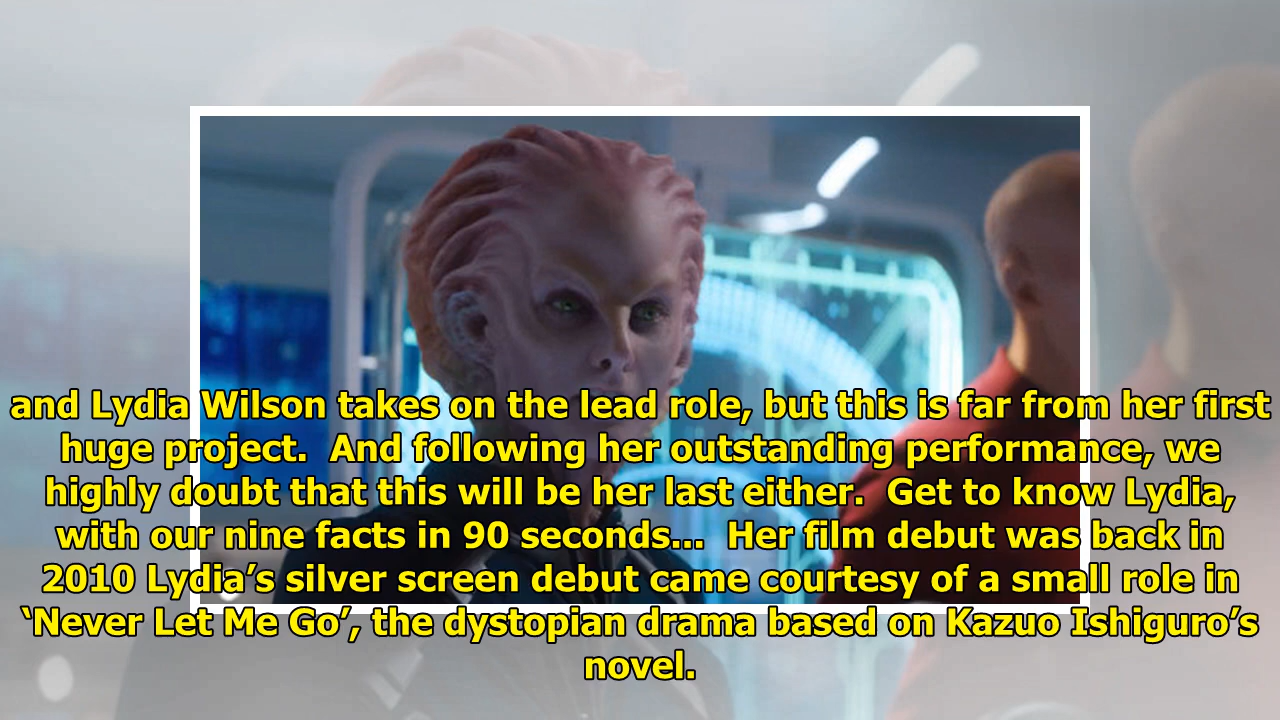 and Lydia Wilson takes on the lead role, but this is far from her first
huge project.  And following her outstanding performance, we
highly doubt that this will be her last either.  Get to know Lydia,
with our nine facts in 90 seconds...  Her film debut was back in
2010 Lydia’s silver screen debut came courtesy of a small role in
‘Never Let Me Go’, the dystopian drama based on Kazuo Ishiguro’s
novel.